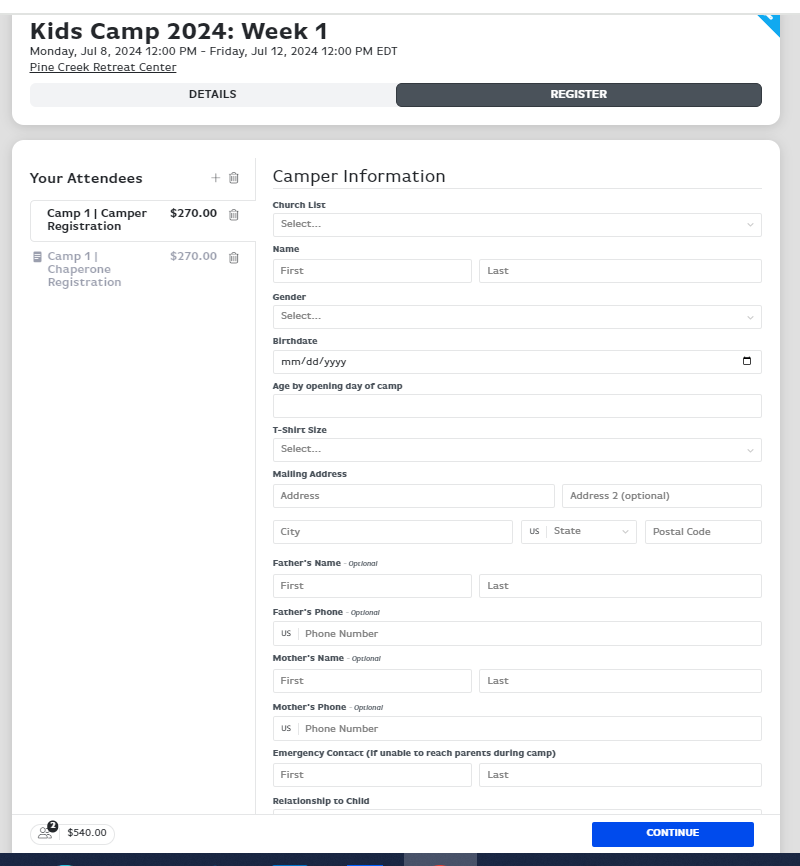 Kids Camp 2024: Week 1
Monday, Jul 8, 2024 12:00 PM - Friday, Jul 12, 2024 12:00 PM EDT
Pine Creek Retreat Center
DETAILS
REGISTER
Your Attendees
Camp 1 | Camper $270.00
Registration
Camp 1 | $270.00
Chaperone
Registration
Camper Information
Church List
Select...
Name
First Last
Gender
Select...
Birthdate
mm/dd/yyyy
Age by opening day of camp
T-Shirt Size
Select...
Mailing Address
Address Address 2 (optional)
City US State Postal Code
Father's Name - Optional
First Last
Father's Phone - Optional
US Phone Number
Mother's Name - Optional
First Last
Mother's Phone - Optional
US Phone Number
Emergency Contact (if unable to reach parents during camp)
First Last
Relationship to Child
2 $540.00
CONTINUE